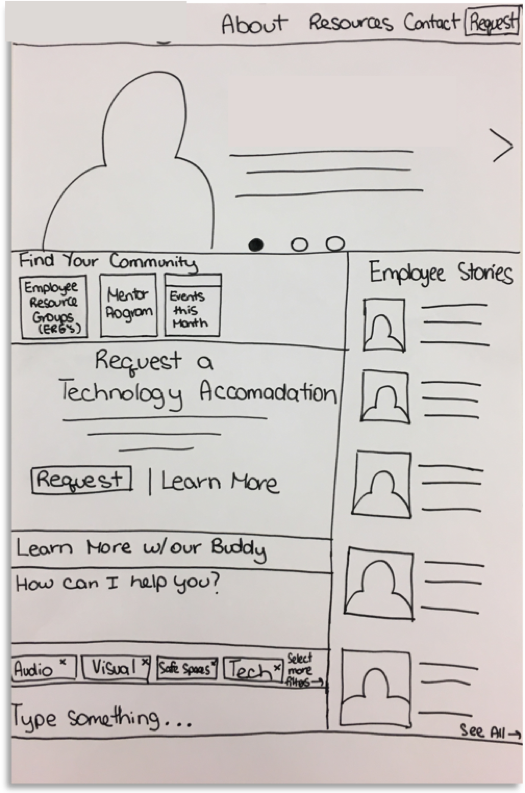 About Resources Contact Request
Find Your Community
Employee
Resource
Groups
(ERG's)
Mentor
Program
Events
this
Month
Request a
Technology Accomadation
Request | Learn More
Learn More w/our Buddy
How can I help you?
Audio x
Visual x
Safe Spaces x
Tech x
Select
more
→
Type something...
Employee Stories
See All→